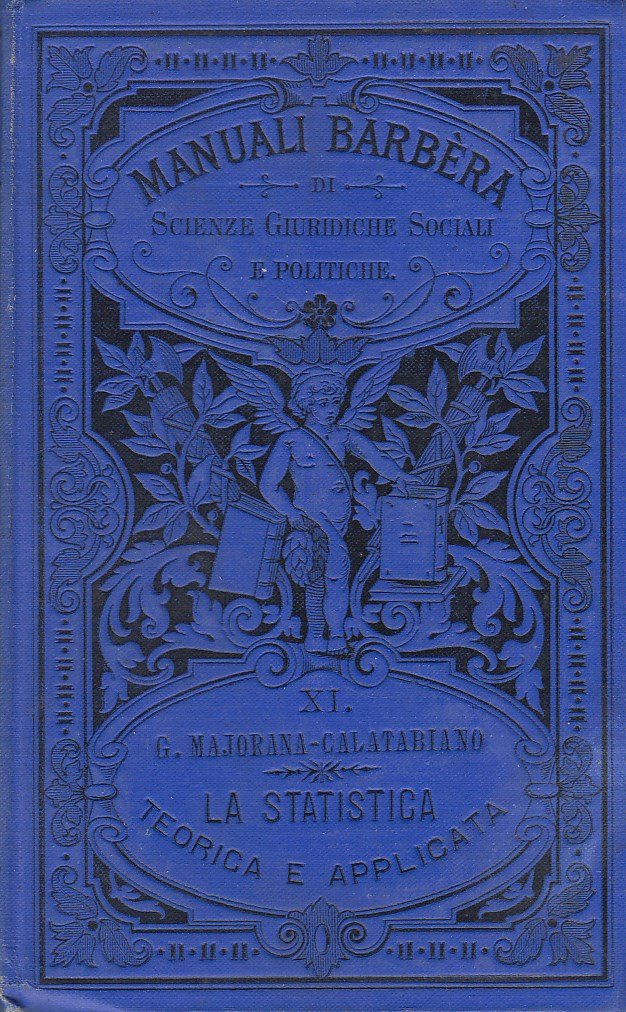 MANUALI BARBÈRA
DI
SCIENZE GIURIDICHE SOCIALI
E POLITICHE.
XI.
G. MAJORANA-CALATABIANO
LA STATISTICA
TEORICA E APPLICATA